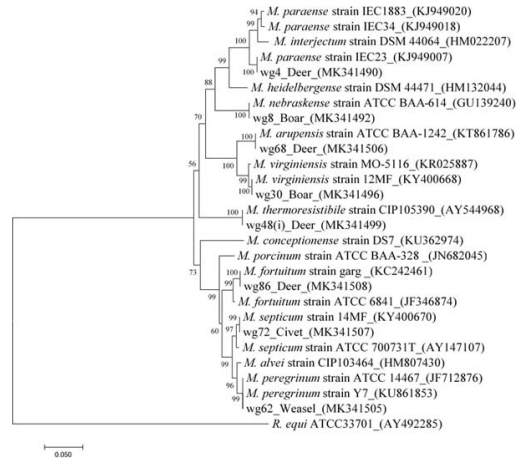 94
M. paraense strain IEC1883_(KJ949020)
99
M. paraense strain IEC34_(KJ949018)
100
M. interjectum strain DSM 44064_(HM022207)
M. paraense strain IEC23_(KJ949007)
99
100
wg4_Deer_(MK341490)
88
M. heidelbergense strain DSM 44471_(HM132044)
M. nebraskense strain ATCC BAA-614_(GU139240)
100
wg8_Boar_(MK341492)
70
M. arupensis strain ATCC BAA-1242_(KT861786)
100
wg68_Deer_(MK341506)
56
100
M. virginiensis strain MO-5116_(KR025887)
99
M. virginiensis strain 12MF_(KY400668)
100
wg30_Boar_(MK341496)
M. thermoresistibile strain CIP105390_(AY544968)
100
wg48(i)_Deer_(MK341499)
M. conceptionense strain DS7_(KU362974)
73
M. porcinum strain ATCC BAA-328_(JN682045)
100
M. fortuitum strain garg_(KC242461)
99
wg86_Deer_(MK341508)
99
M. fortuitum strain ATCC 6841_(JF346874)
99
M. septicum strain 14MF_(KY400670)
60
97
wg72_Civet_(MK341507)
M. septicum strain ATCC 700731T_(AY147107)
99
M. alvei strain CIP103464_(HM807430)
96
M. peregrinum strain ATCC 14467_(JF712876)
99
M. peregrinum strain Y7_(KU861853)
wg62_Weasel_(MK341505)
R. equi ATCC33701_(AY492285)
0.050